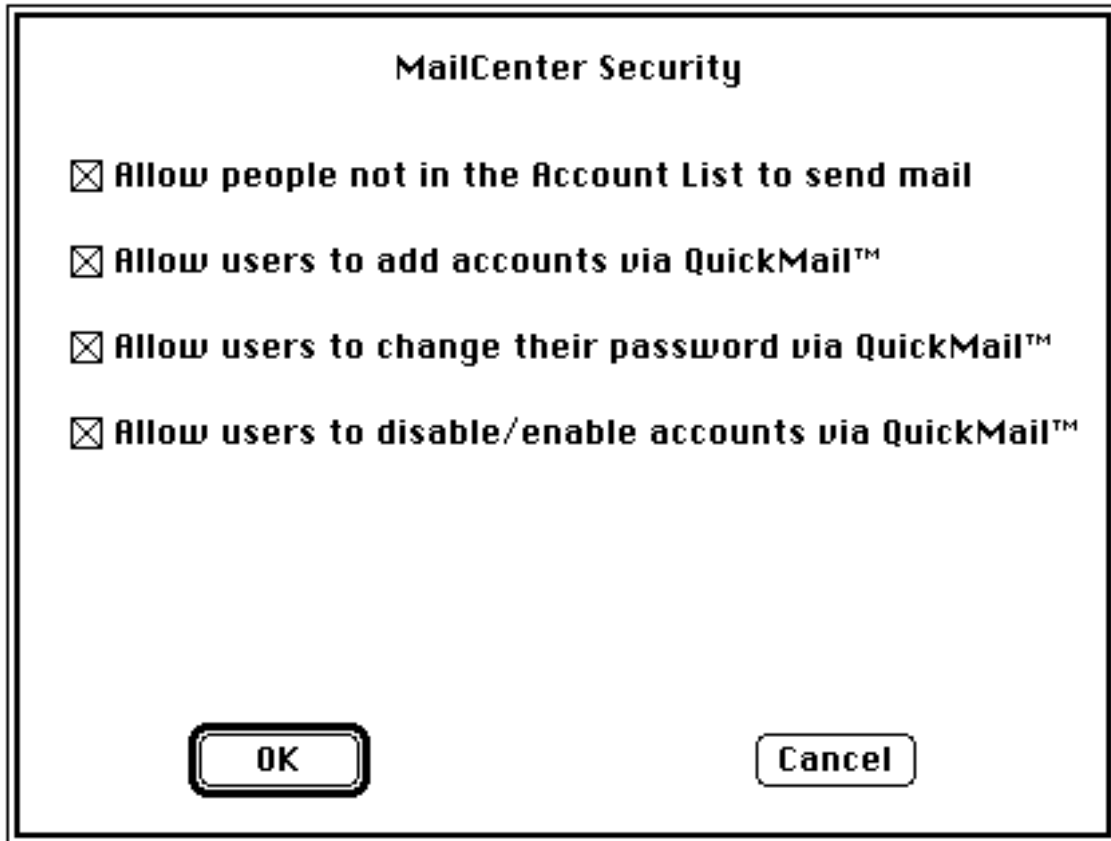 MailCenter Security
Allow people not in the Account List to send mail
Allow users to add accounts via QuickMail™
Allow users to change their password via QuickMail™
Allow users to disable/enable accounts via QuickMail™
OK
Cancel